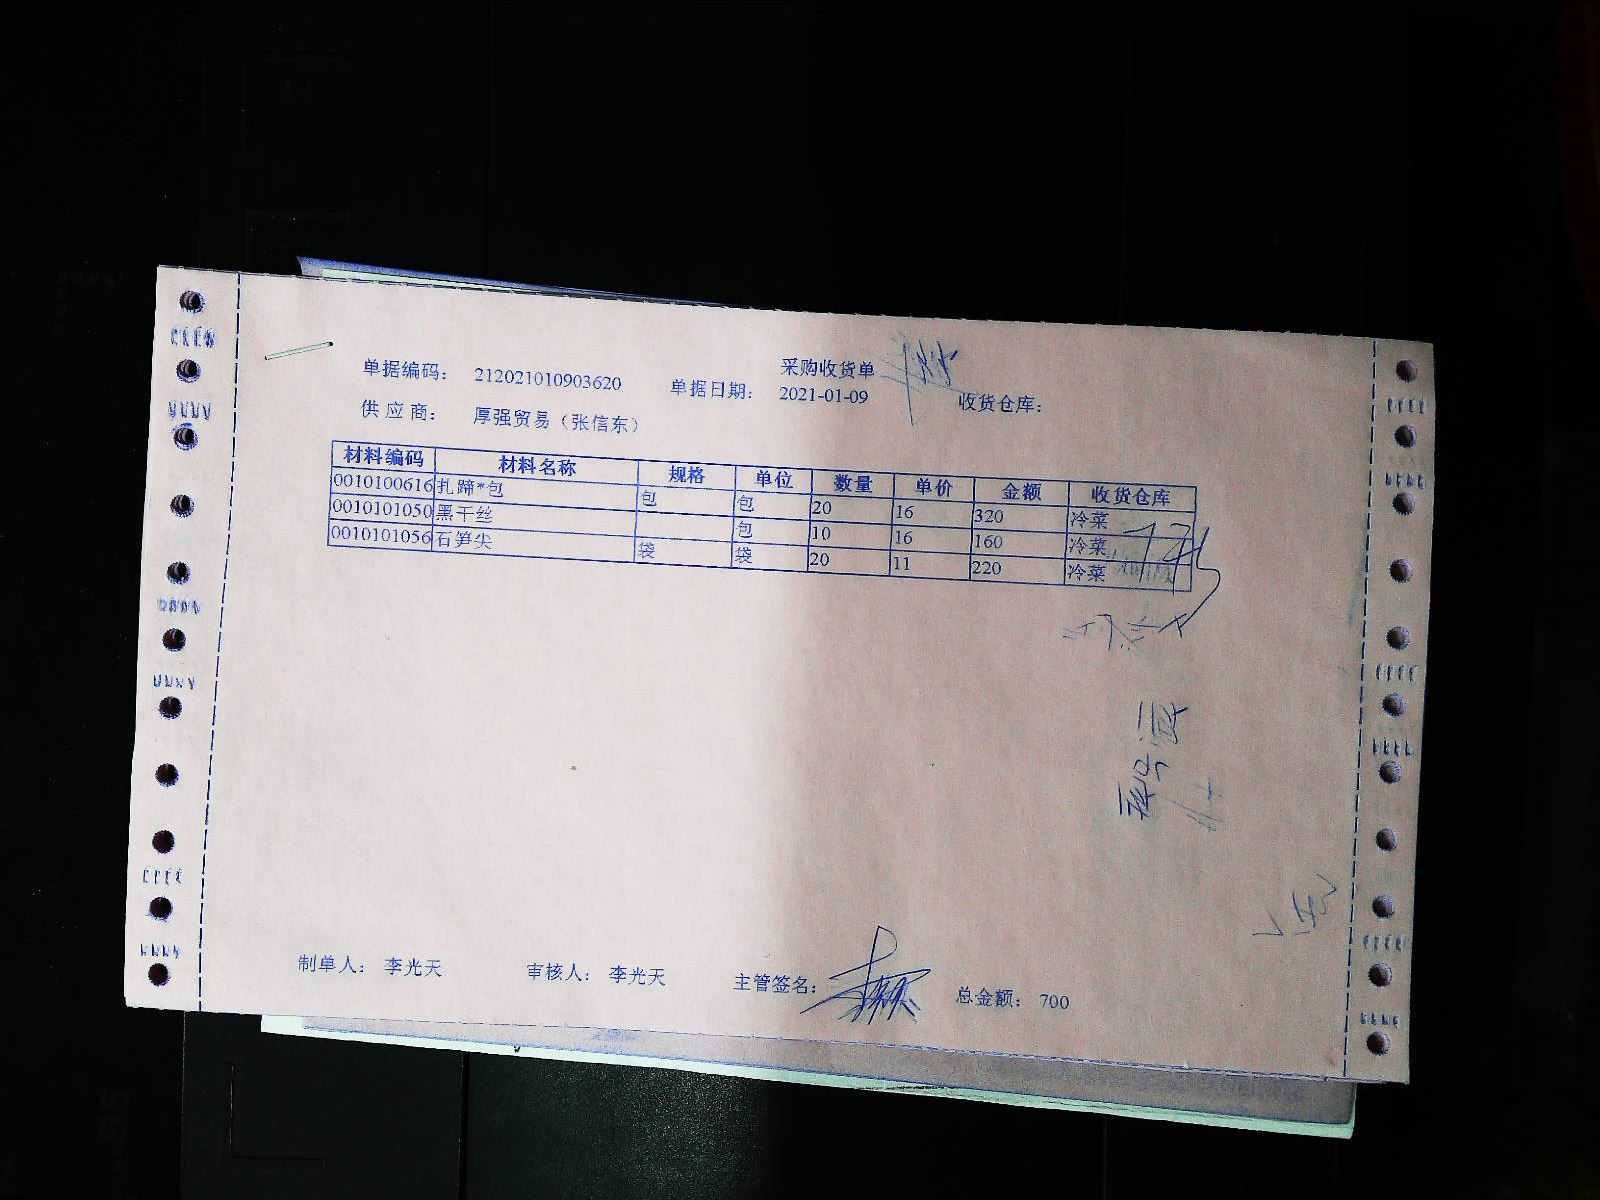 采购收货单
单据编码： 212021010903620 单据日期： 2021-01-09 收货仓库：
供应商： 厚强贸易（张信东）
材料编码 材料名称 规格 单位 数量 单价 金额 收货仓库
0010100616 扎蹄*包 包 包 20 16 320 冷菜
0010101050 黑干丝 包 10 16 160 冷菜
0010101056 石笋尖 袋 袋 20 11 220 冷菜
制单人： 李光天 审核人： 李光天 主管签名： 总金额： 700